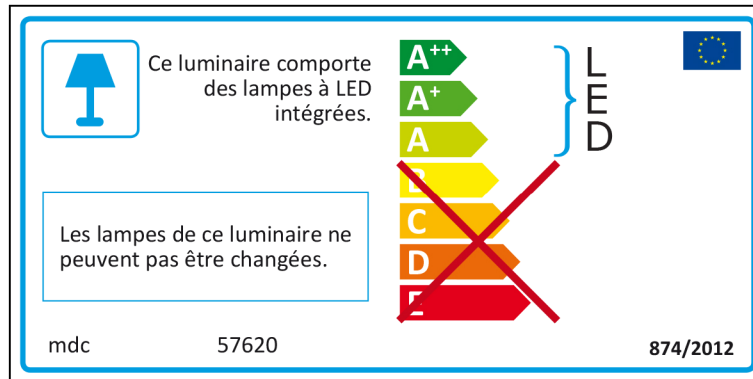 Ce luminaire comporte
des lampes à LED
intégrées.
Les lampes de ce luminaire ne
peuvent pas être changées.
A++
A+
A
B
C
D
E
L
E
D
mdc 57620
874/2012